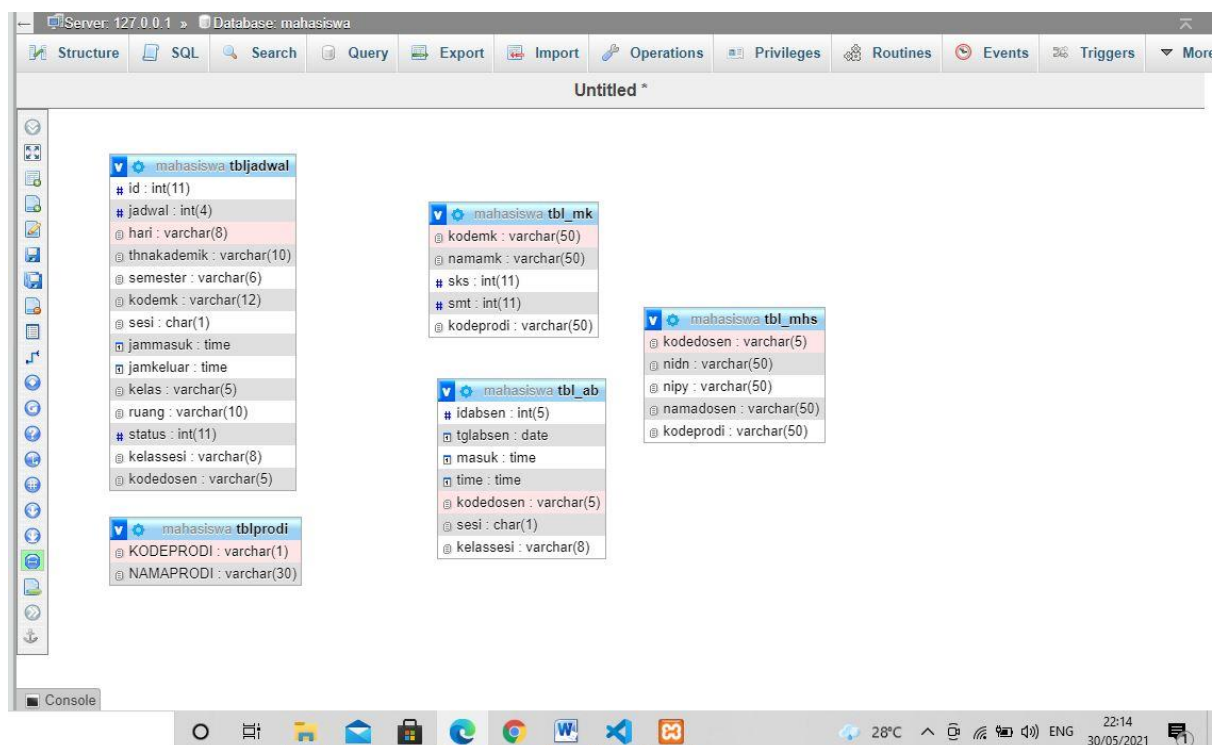 Server: 127.0.0.1 » Database: mahasiswa
Structure SQL Search Query Export Import Operations Privileges Routines Events Triggers More
Untitled *
mahasiswa tbljadwal
id : int(11)
jadwal : int(4)
hari : varchar(8)
thnakademik : varchar(10)
semester : varchar(6)
kodemk : varchar(12)
sesi : char(1)
jammasuk : time
jamkeluar : time
kelas : varchar(5)
ruang : varchar(10)
status : int(11)
kelassesi : varchar(8)
kodedosen : varchar(5)
mahasiswa tblprodi
KODEPRODI : varchar(1)
NAMAPRODI : varchar(30)
mahasiswa tbl_mk
kodemk : varchar(50)
namamk : varchar(50)
sks : int(11)
smt : int(11)
kodeprodi : varchar(50)
mahasiswa tbl_ab
idabsen : int(5)
tglabsen : date
masuk : time
time : time
kodedosen : varchar(5)
sesi : char(1)
kelassesi : varchar(8)
mahasiswa tbl_mhs
kodedosen : varchar(5)
nidn : varchar(50)
nipy : varchar(50)
namadosen : varchar(50)
kodeprodi : varchar(50)
Console
28°C ENG 22:14
30/05/2021